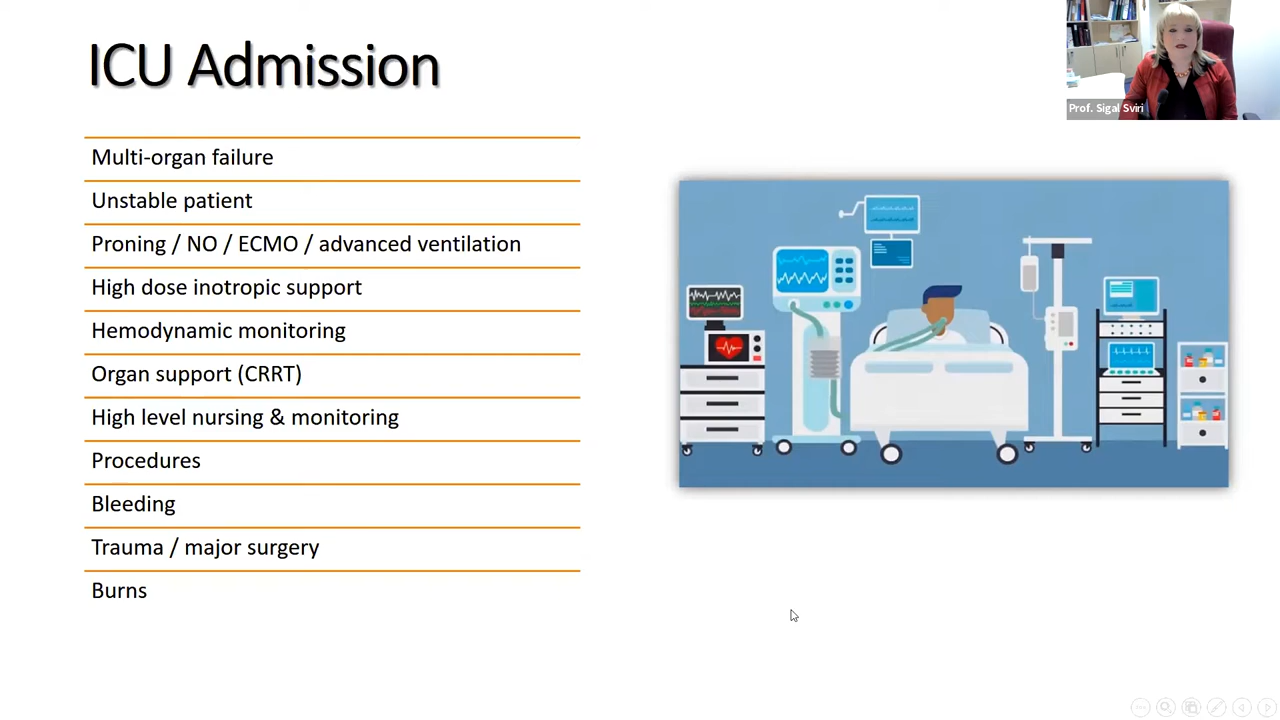 ICU Admission
Prof. Sigal Sviri
Multi-organ failure
Unstable patient
Proning / NO / ECMO / advanced ventilation
High dose inotropic support
Hemodynamic monitoring
Organ support (CRRT)
High level nursing & monitoring
Procedures
Bleeding
Trauma / major surgery
Burns